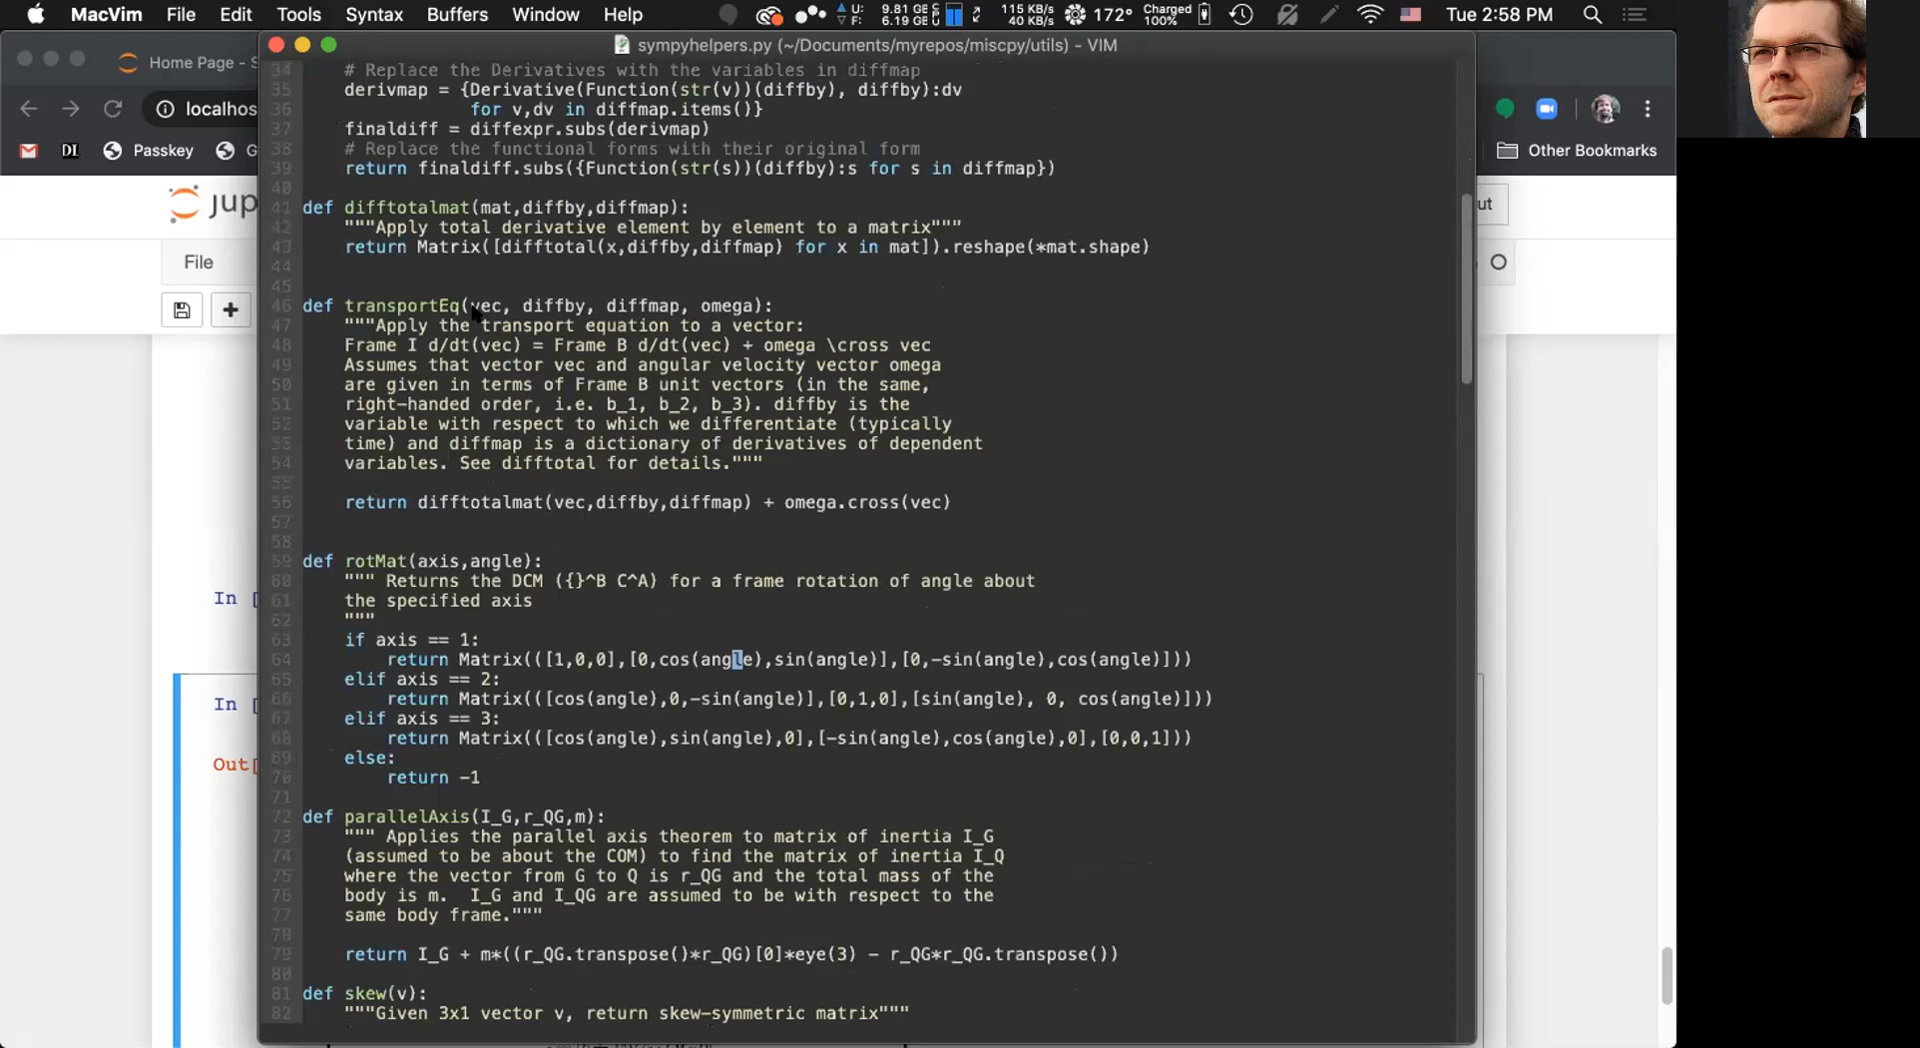 MacVim File Edit Tools Syntax Buffers Window Help U: 9.81 GB F: 6.19 GB 115 KB/s 40 KB/s 172° Charged 100% Tue 2:58 PM
sympyhelpers.py (~/Documents/myrepos/miscpy/utils) - VIM
Home Page - S
localhos
DI Passkey G
Other Bookmarks
jup
ut
File
In [
In [
Out[
34 # Replace the Derivatives with the variables in diffmap
35 derivmap = {Derivative(Function(str(v))(diffby), diffby):dv
36 for v,dv in diffmap.items()}
37 finaldiff = diffexpr.subs(derivmap)
38 # Replace the functional forms with their original form
39 return finaldiff.subs({Function(str(s))(diffby):s for s in diffmap})
40
41 def difftotalmat(mat,diffby,diffmap):
42 """Apply total derivative element by element to a matrix"""
43 return Matrix([difftotal(x,diffby,diffmap) for x in mat]).reshape(*mat.shape)
44
45
46 def transportEq(vec, diffby, diffmap, omega):
47 """Apply the transport equation to a vector:
48 Frame I d/dt(vec) = Frame B d/dt(vec) + omega \cross vec
49 Assumes that vector vec and angular velocity vector omega
50 are given in terms of Frame B unit vectors (in the same,
51 right-handed order, i.e. b_1, b_2, b_3). diffby is the
52 variable with respect to which we differentiate (typically
53 time) and diffmap is a dictionary of derivatives of dependent
54 variables. See difftotal for details."""
55
56 return difftotalmat(vec,diffby,diffmap) + omega.cross(vec)
57
58
59 def rotMat(axis,angle):
60 """ Returns the DCM ({}^B C^A) for a frame rotation of angle about
61 the specified axis
62 """
63 if axis == 1:
64 return Matrix(([1,0,0],[0,cos(angle),sin(angle)],[0,-sin(angle),cos(angle)]))
65 elif axis == 2:
66 return Matrix(([cos(angle),0,-sin(angle)],[0,1,0],[sin(angle), 0, cos(angle)]))
67 elif axis == 3:
68 return Matrix(([cos(angle),sin(angle),0],[-sin(angle),cos(angle),0],[0,0,1]))
69 else:
70 return -1
71
72 def parallelAxis(I_G,r_QG,m):
73 """ Applies the parallel axis theorem to matrix of inertia I_G
74 (assumed to be about the COM) to find the matrix of inertia I_Q
75 where the vector from G to Q is r_QG and the total mass of the
76 body is m. I_G and I_QG are assumed to be with respect to the
77 same body frame."""
78
79 return I_G + m*((r_QG.transpose()*r_QG)[0]*eye(3) - r_QG*r_QG.transpose())
80
81 def skew(v):
82 """Given 3x1 vector v, return skew-symmetric matrix"""